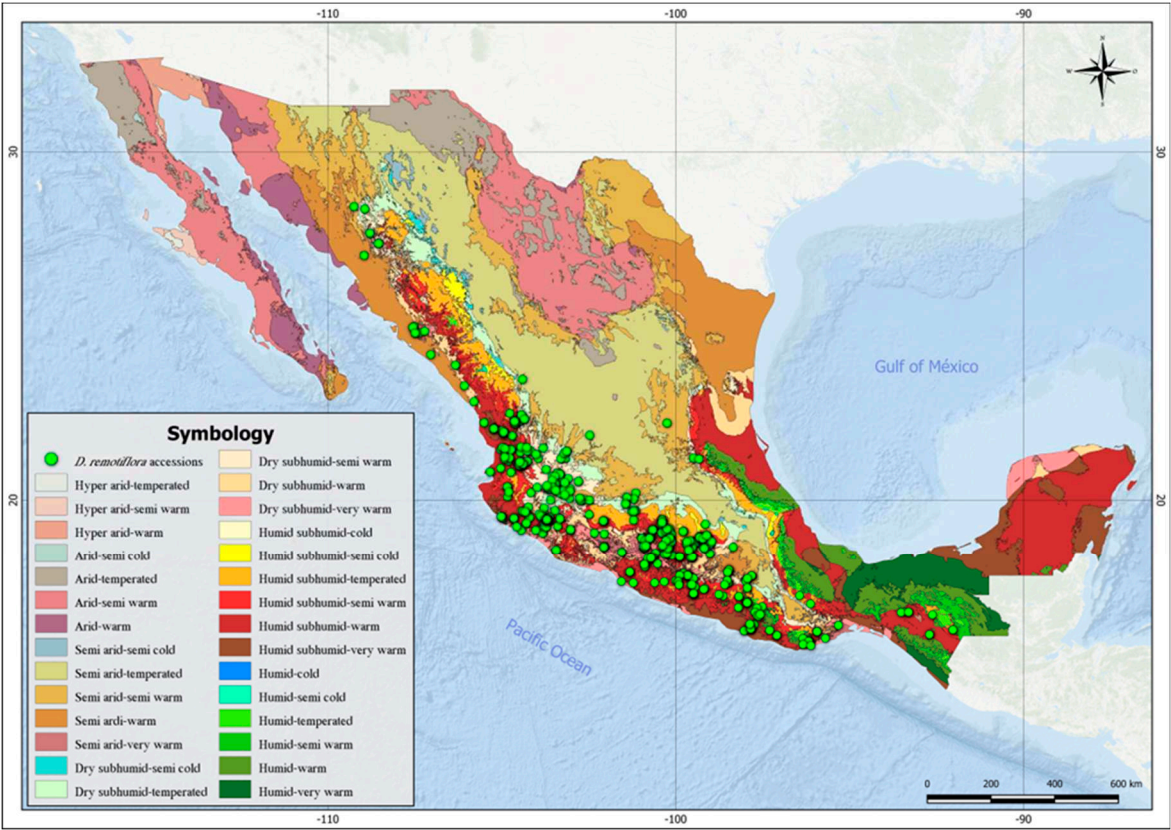 -110 -100 -90
N
W O
S
30 30
Gulf of México
Symbology
D. remotiflora accessions
Hyper arid-temperated
Hyper arid-semi warm
Hyper arid-warm
Arid-semi cold
Arid-temperated
Arid-semi warm
Arid-warm
Semi arid-semi cold
Semi arid-temperated
Semi arid-semi warm
Semi ardi-warm
Semi arid-very warm
Dry subhumid-semi cold
Dry subhumid-temperated
Dry subhumid-semi warm
Dry subhumid-warm
Dry subhumid-very warm
Humid subhumid-cold
Humid subhumid-semi cold
Humid subhumid-temperated
Humid subhumid-semi warm
Humid subhumid-warm
Humid subhumid-very warm
Humid-cold
Humid-semi cold
Humid-temperated
Humid-semi warm
Humid-warm
Humid-very warm
20 20
Pacific Ocean
0 200 400 600 km
-110 -100 -90